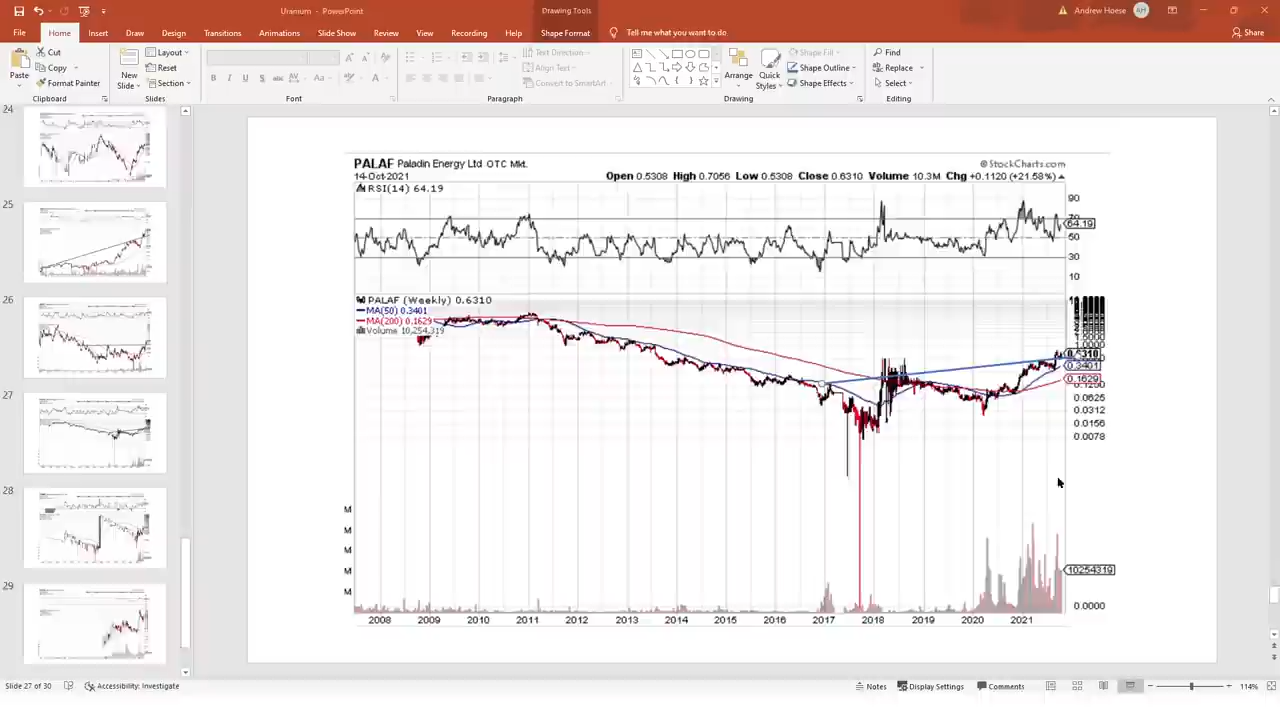 Uranium - PowerPoint
Drawing Tools
Andrew Hoese AH
File Home Insert Draw Design Transitions Animations Slide Show Review View Recording Help Shape Format Tell me what you want to do Share
Paste Cut
Copy
Format Painter
Clipboard
New Slide
Layout
Reset
Section
Slides
B I U S abc AV Aa A
Font
Paragraph
Text Direction
Align Text
Convert to SmartArt
Drawing
Arrange
Quick Styles
Shape Fill
Shape Outline
Shape Effects
Find
Replace
Select
Editing
24
25
26
27
28
29
PALAF Paladin Energy Ltd OTC Mkt.
© StockCharts.com
14-Oct-2021
Open 0.5308 High 0.7056 Low 0.5308 Close 0.6310 Volume 10.3M Chg +0.1120 (+21.58%)
RSI(14) 64.19
90
70
64.19
50
30
10
PALAF (Weekly) 0.6310
MA(50) 0.3401
MA(200) 0.1629
Volume 10,254,319
1.0000
0.6310
0.3401
0.1629
0.0625
0.0312
0.0156
0.0078
M
M
M
M
M
10254319
0.0000
2008 2009 2010 2011 2012 2013 2014 2015 2016 2017 2018 2019 2020 2021
Slide 27 of 30 Accessibility: Investigate
Notes Display Settings Comments 114%